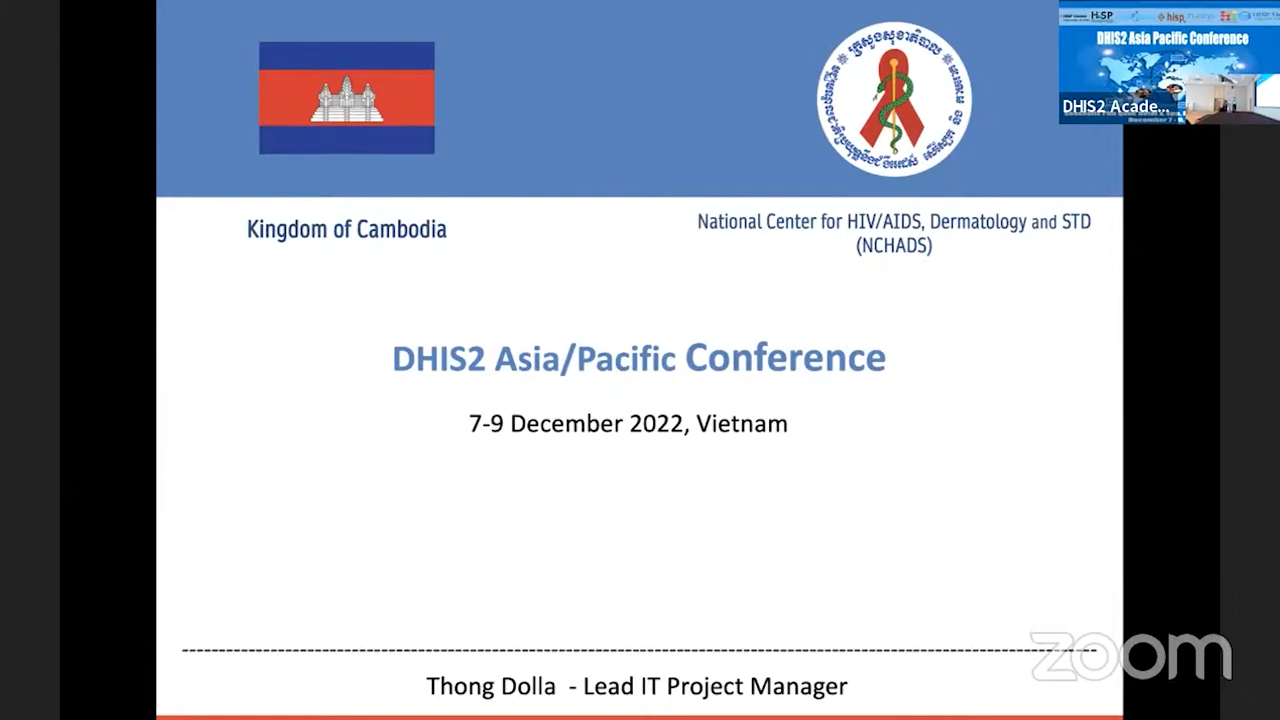 DHIS2 Asia Pacific Conference
DHIS2 Acade...
Kingdom of Cambodia
National Center for HIV/AIDS, Dermatology and STD
(NCHADS)
DHIS2 Asia/Pacific Conference
7-9 December 2022, Vietnam
Thong Dolla - Lead IT Project Manager
zoom